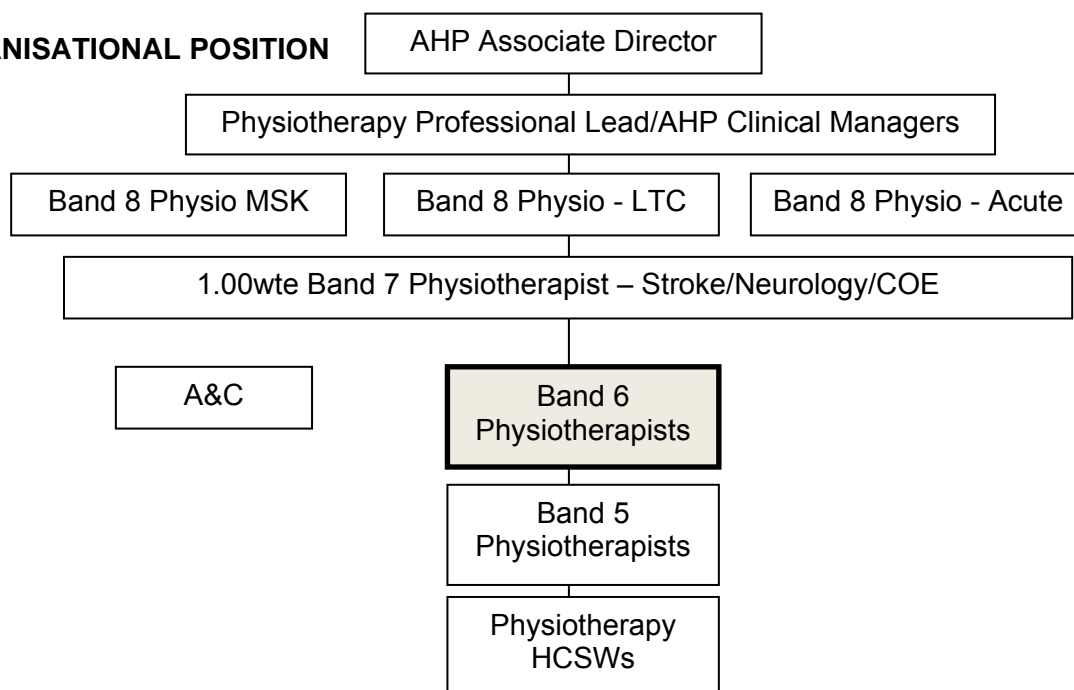 ANISATIONAL POSITION
AHP Associate Director
Physiotherapy Professional Lead/AHP Clinical Managers
Band 8 Physio MSK
Band 8 Physio - LTC
Band 8 Physio - Acute
1.00wte Band 7 Physiotherapist – Stroke/Neurology/COE
A&C
Band 6
Physiotherapists
Band 5
Physiotherapists
Physiotherapy
HCSWs